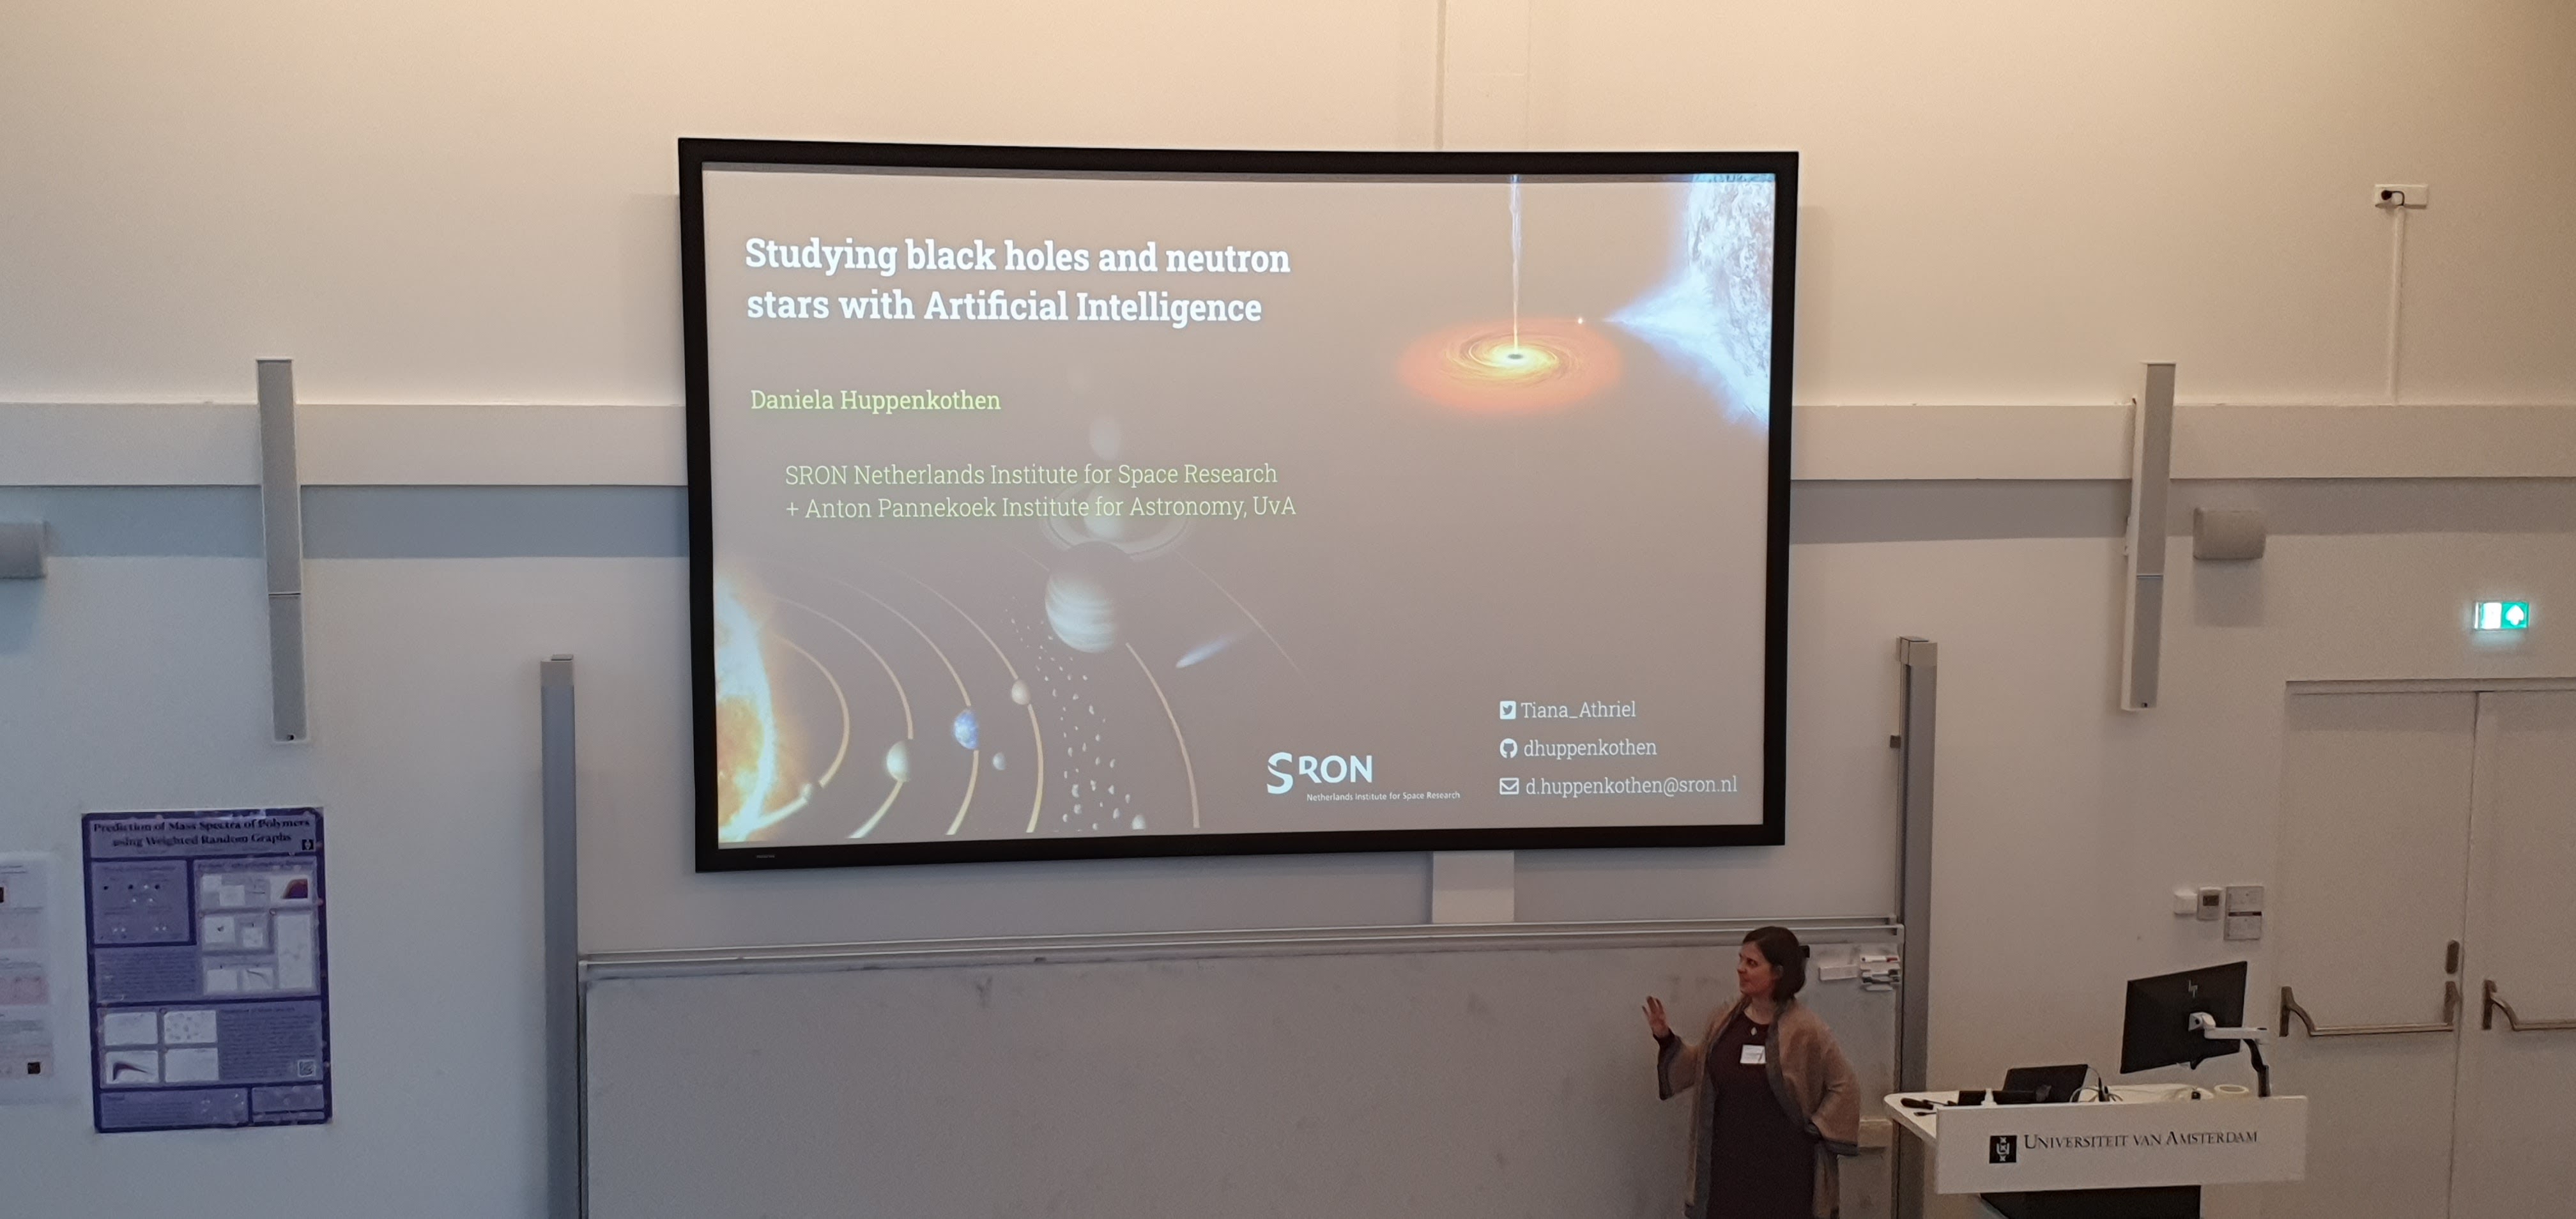 Studying black holes and neutron
stars with Artificial Intelligence
Daniela Huppenkothen
SRON Netherlands Institute for Space Research
+ Anton Pannekoek Institute for Astronomy, UvA
Tiana_Athriel
dhuppenkothen
d.huppenkothen@sron.nl
SRON
Netherlands Institute for Space Research
Prediction of Mass Spectra of Polymers
using Weighted Random Graphs
hp
UNIVERSITEIT VAN AMSTERDAM